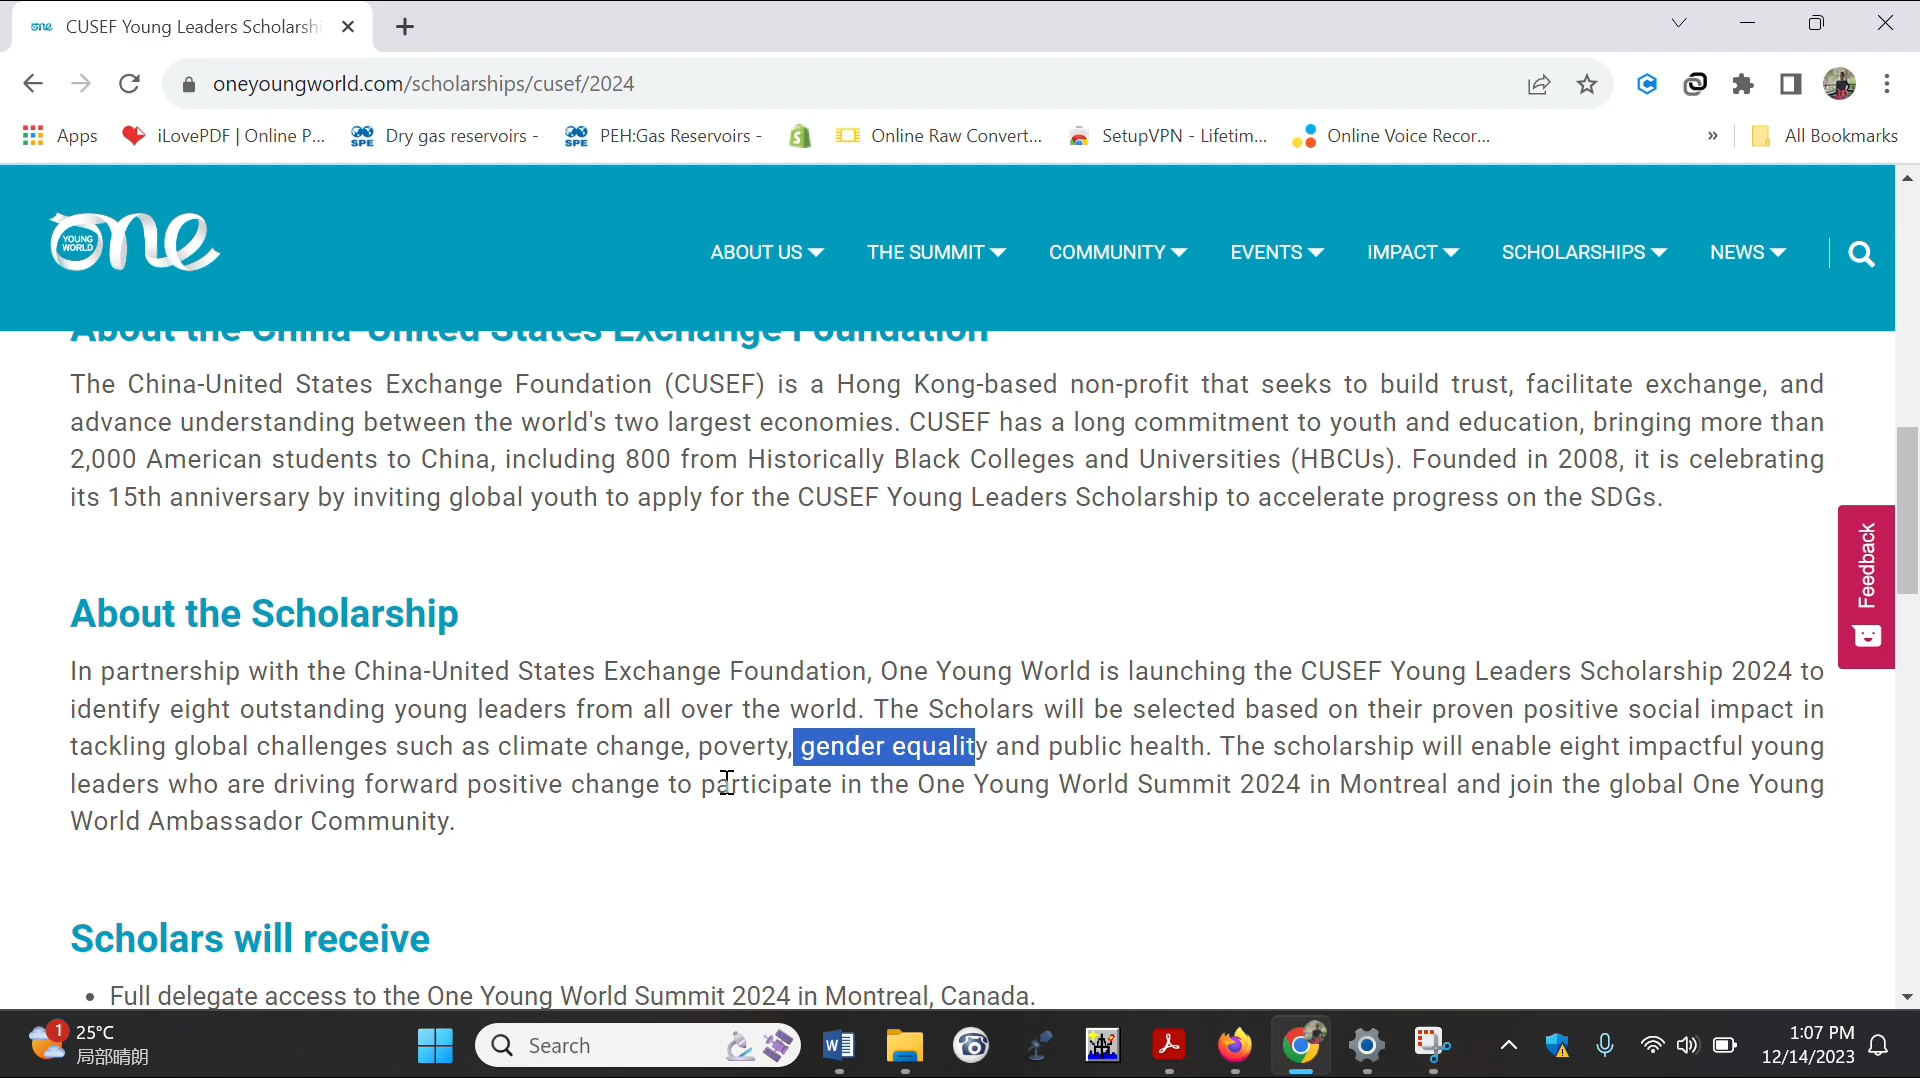 CUSEF Young Leaders Scholarshi
oneyoungworld.com/scholarships/cusef/2024
Apps
iLovePDF | Online P...
SPE
Dry gas reservoirs -
SPE
PEH:Gas Reservoirs -
Online Raw Convert...
SetupVPN - Lifetim...
Online Voice Recor...
»
All Bookmarks
one
YOUNG
WORLD
ABOUT US
THE SUMMIT
COMMUNITY
EVENTS
IMPACT
SCHOLARSHIPS
NEWS
About the China-United States Exchange Foundation
The China-United States Exchange Foundation (CUSEF) is a Hong Kong-based non-profit that seeks to build trust, facilitate exchange, and
advance understanding between the world's two largest economies. CUSEF has a long commitment to youth and education, bringing more than
2,000 American students to China, including 800 from Historically Black Colleges and Universities (HBCUs). Founded in 2008, it is celebrating
its 15th anniversary by inviting global youth to apply for the CUSEF Young Leaders Scholarship to accelerate progress on the SDGs.
Feedback
About the Scholarship
In partnership with the China-United States Exchange Foundation, One Young World is launching the CUSEF Young Leaders Scholarship 2024 to
identify eight outstanding young leaders from all over the world. The Scholars will be selected based on their proven positive social impact in
tackling global challenges such as climate change, poverty, gender equality and public health. The scholarship will enable eight impactful young
leaders who are driving forward positive change to participate in the One Young World Summit 2024 in Montreal and join the global One Young
World Ambassador Community.
Scholars will receive
• Full delegate access to the One Young World Summit 2024 in Montreal, Canada.
1
25°C
局部晴朗
Search
1:07 PM
12/14/2023